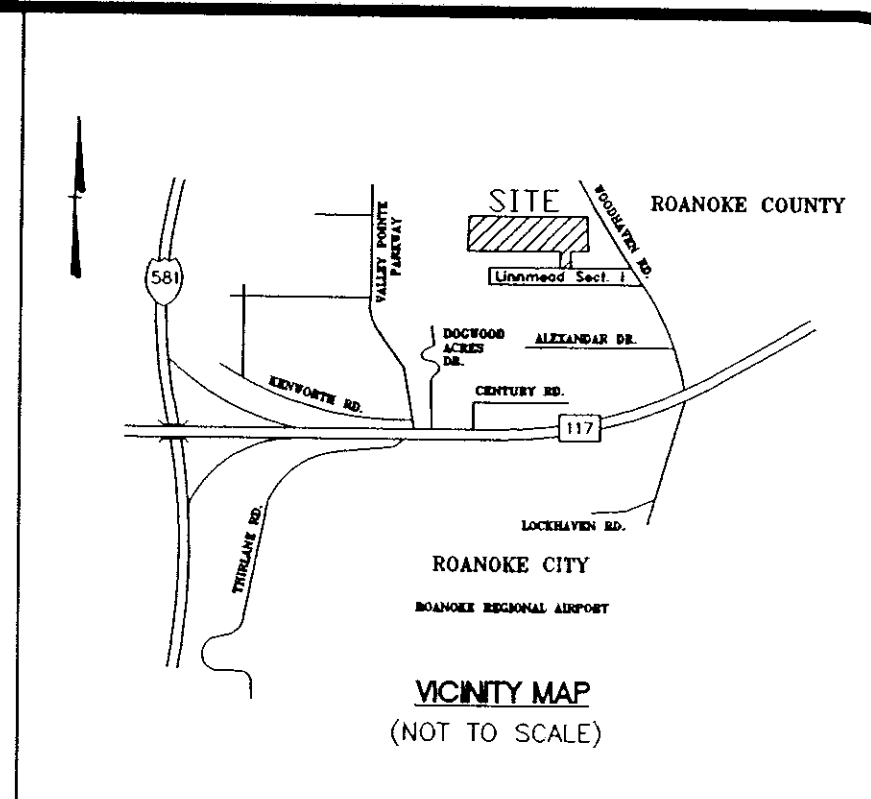 SITE
WOODHAVEN RD.
ROANOKE COUNTY
VALLEY POINTE
PARKWAY
581
Linnmead Sect. 1
DOGWOOD
ACRES
DR.
ALEXANDAR DR.
KENWORTH RD.
CENTURY RD.
117
THIRLANE RD.
LOCKHAVEN RD.
ROANOKE CITY
ROANOKE REGIONAL AIRPORT
VICINITY MAP
(NOT TO SCALE)